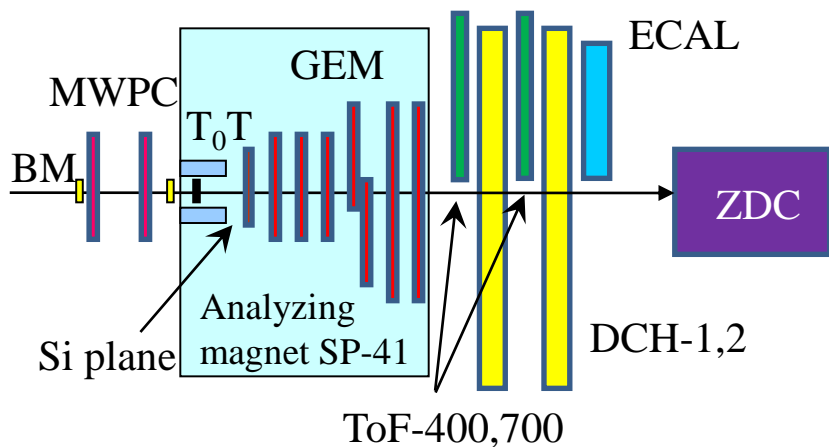 ECAL
GEM
MWPC
T₀T
BM
ZDC
Analyzing
magnet SP-41
Si plane
DCH-1,2
ToF-400,700